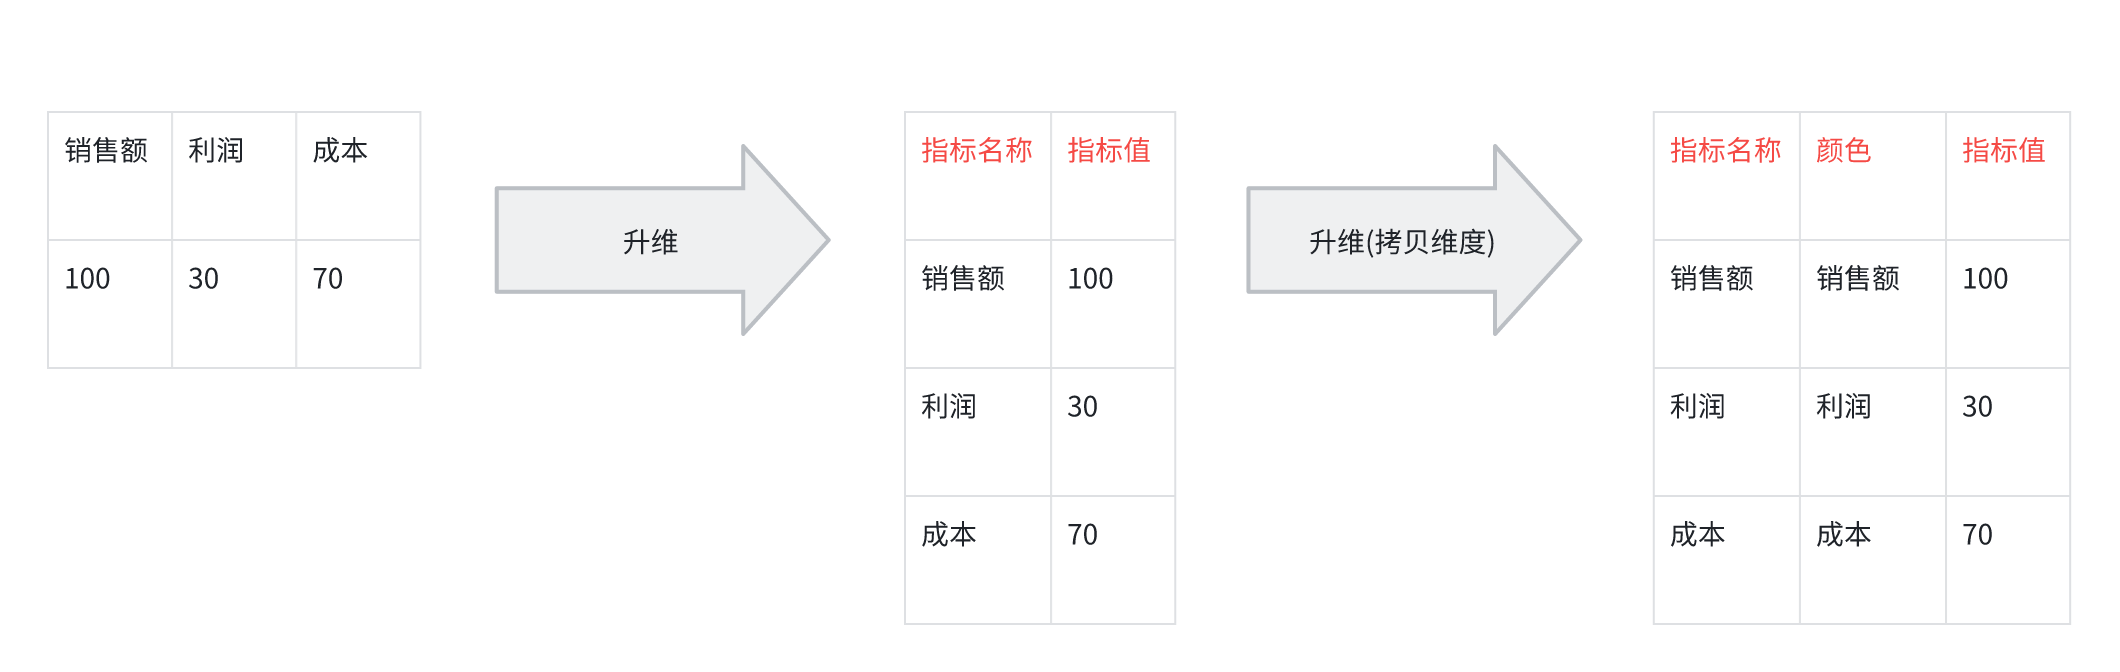 销售额 利润 成本
100 30 70
升维
指标名称 指标值
销售额 100
利润 30
成本 70
升维(拷贝维度)
指标名称 颜色 指标值
销售额 销售额 100
利润 利润 30
成本 成本 70